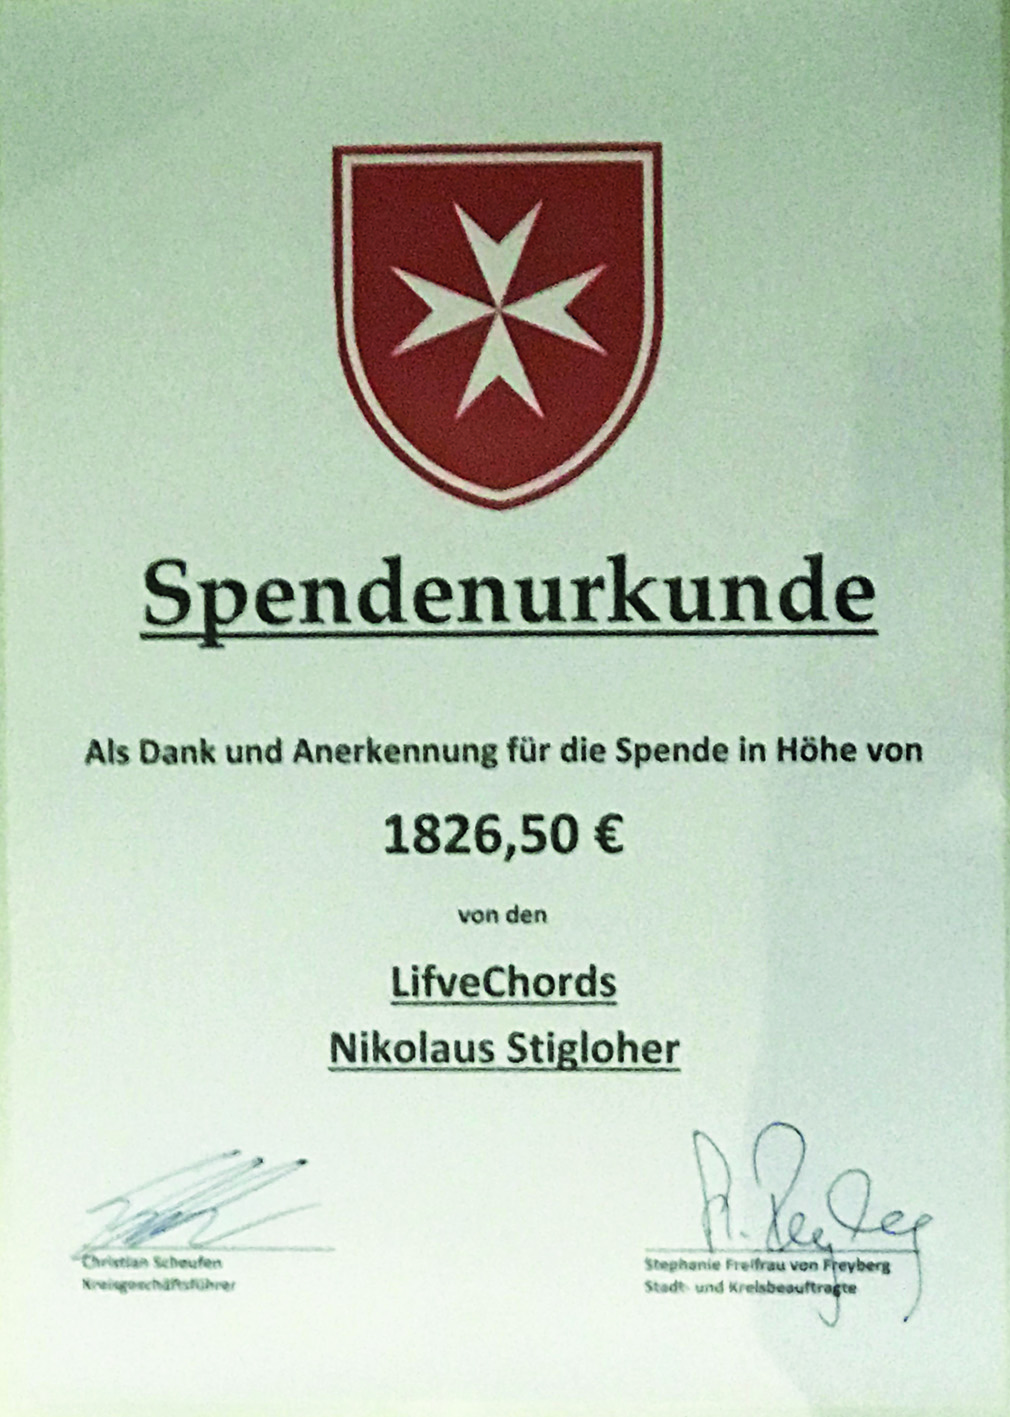 Spendenurkunde
Als Dank und Anerkennung für die Spende in Höhe von
1826,50 €
von den
LifveChords
Nikolaus Stigloher
Christian Scheufen
Kreisgeschäftsführer
Stephanie Freifrau von Freyberg
Stadt- und Kreisbeauftragte